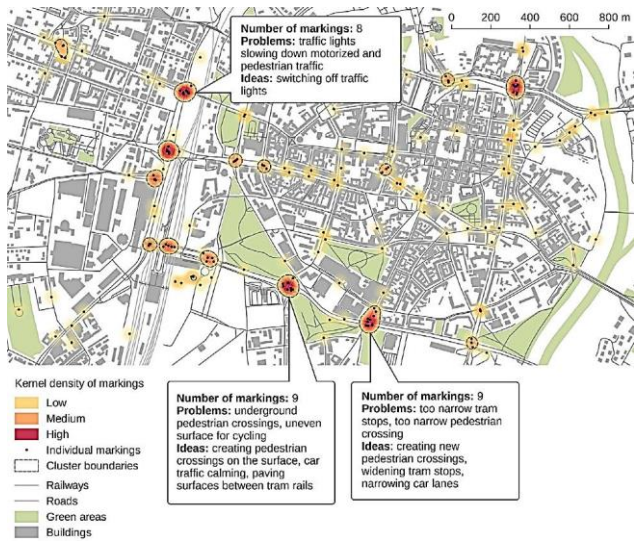 Number of markings: 8
Problems: traffic lights
slowing down motorized and
pedestrian traffic
Ideas: switching off traffic
lights
0 200 400 600 800 m
Number of markings: 9
Problems: underground
pedestrian crossings, uneven
surface for cycling
Ideas: creating pedestrian
crossings on the surface, car
traffic calming, paving
surfaces between tram rails
Number of markings: 9
Problems: too narrow tram
stops, too narrow pedestrian
crossing
Ideas: creating new
pedestrian crossings,
widening tram stops,
narrowing car lanes
Kernel density of markings
Low
Medium
High
Individual markings
Cluster boundaries
Railways
Roads
Green areas
Buildings